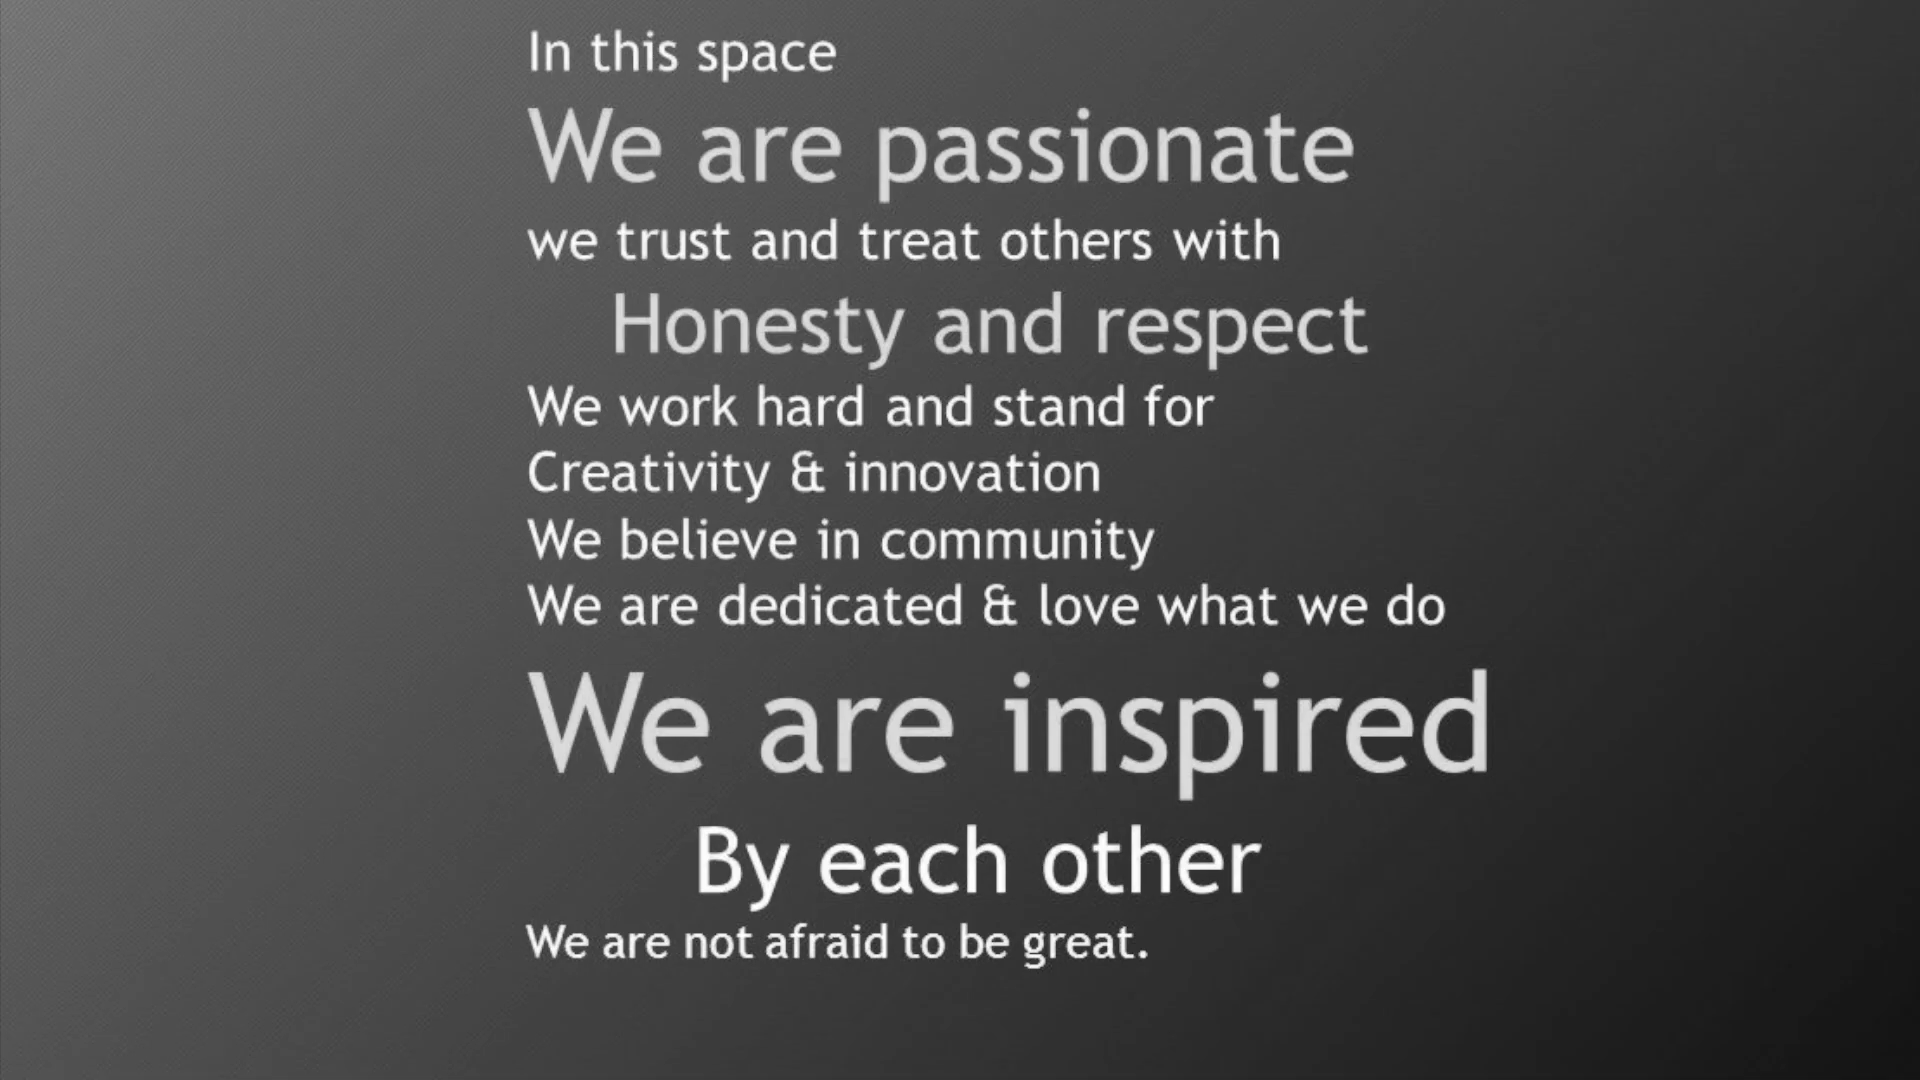 In this space
We are passionate
we trust and treat others with
Honesty and respect
We work hard and stand for
Creativity & innovation
We believe in community
We are dedicated & love what we do
We are inspired
By each other
We are not afraid to be great.